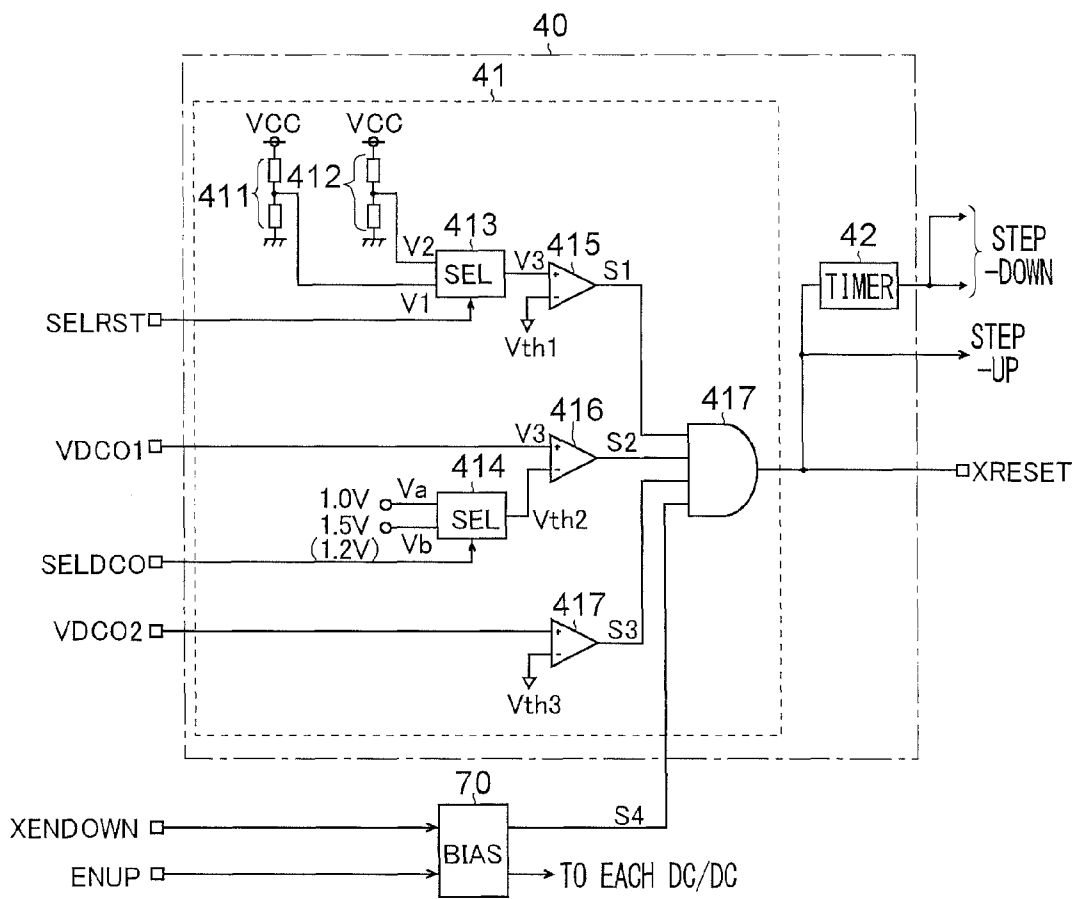 40
41
VCC
VCC
411
412
413
V2
SEL
V1
V3
415
S1
Vth1
SELRST
42
TIMER
STEP
-DOWN
STEP
-UP
417
416
VDCO1
V3
S2
414
1.0V
Va
SEL
1.5V
Vb
(1.2V)
Vth2
XRESET
SELDCO
417
VDCO2
S3
Vth3
70
XENDOWN
S4
BIAS
ENUP
TO EACH DC/DC